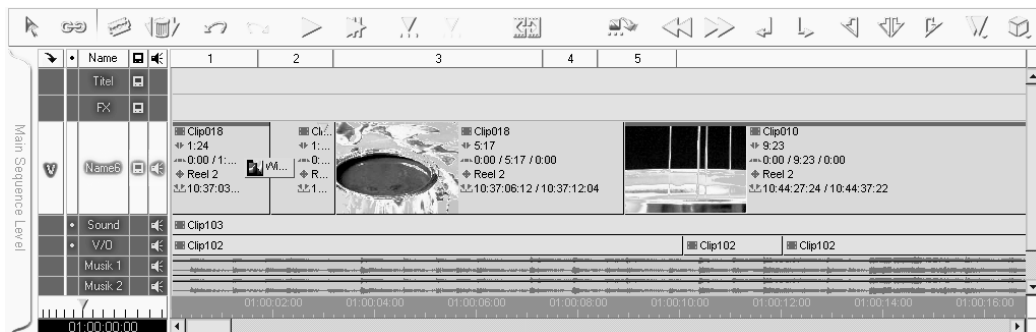 Name 1 2 3 4 5
Titel
FX
Main Sequence Level
V Name6
Clip018
1:24
0:00 / 1:...
Reel 2
10:37:03...
Wi...
Cli...
1:...
0:...
R...
1...
Clip018
5:17
0:00 / 5:17 / 0:00
Reel 2
10:37:06:12 / 10:37:12:04
Clip010
9:23
0:00 / 9:23 / 0:00
Reel 2
10:44:27:24 / 10:44:37:22
Sound Clip103
V/O Clip102 Clip102 Clip102
Musik 1
Musik 2
01:00:02:00 01:00:04:00 01:00:06:00 01:00:08:00 01:00:10:00 01:00:12:00 01:00:14:00 01:00:16:00
01:00:00:00